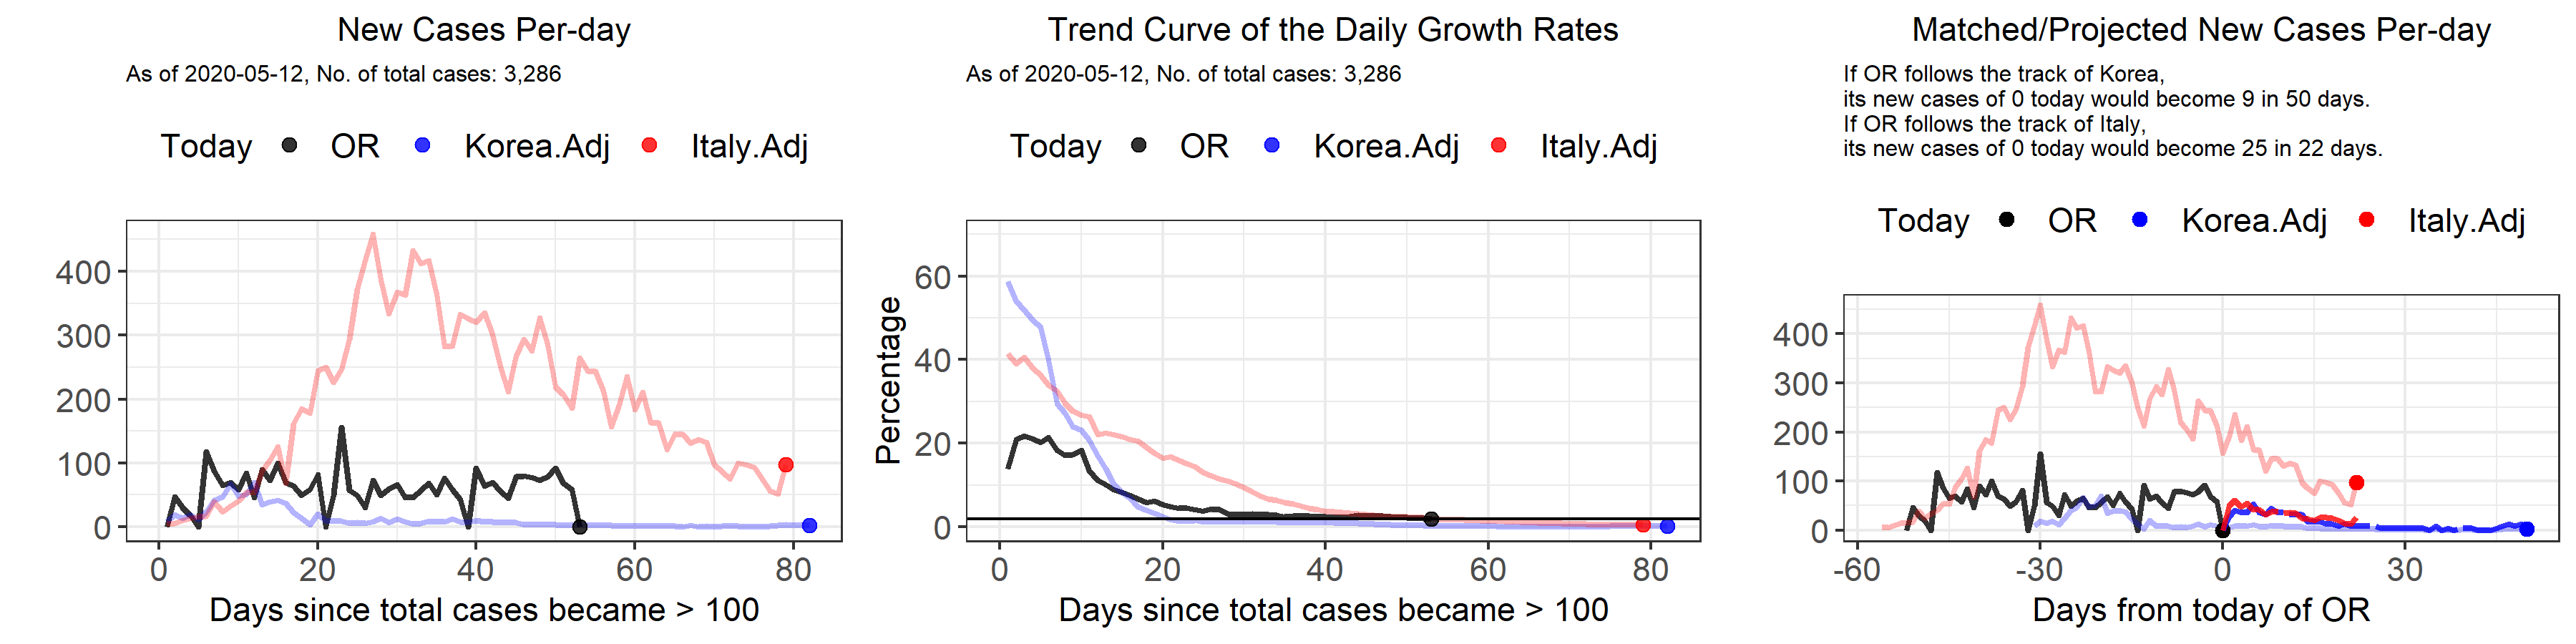 New Cases Per-day
As of 2020-05-12, No. of total cases: 3,286
Today OR Korea.Adj Italy.Adj
400
300
200
100
0
0 20 40 60 80
Days since total cases became > 100
Trend Curve of the Daily Growth Rates
As of 2020-05-12, No. of total cases: 3,286
Today OR Korea.Adj Italy.Adj
Percentage
60
40
20
0
0 20 40 60 80
Days since total cases became > 100
Matched/Projected New Cases Per-day
If OR follows the track of Korea,
its new cases of 0 today would become 9 in 50 days.
If OR follows the track of Italy,
its new cases of 0 today would become 25 in 22 days.
Today OR Korea.Adj Italy.Adj
400
300
200
100
0
-60 -30 0 30
Days from today of OR